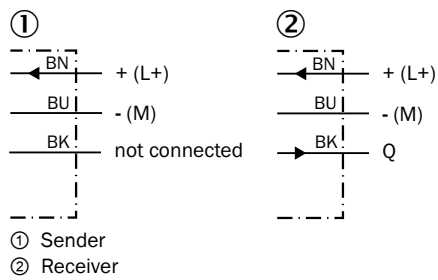 ① ②
BN + (L+) BN + (L+)
BU - (M) BU - (M)
BK not connected BK Q
① Sender
② Receiver